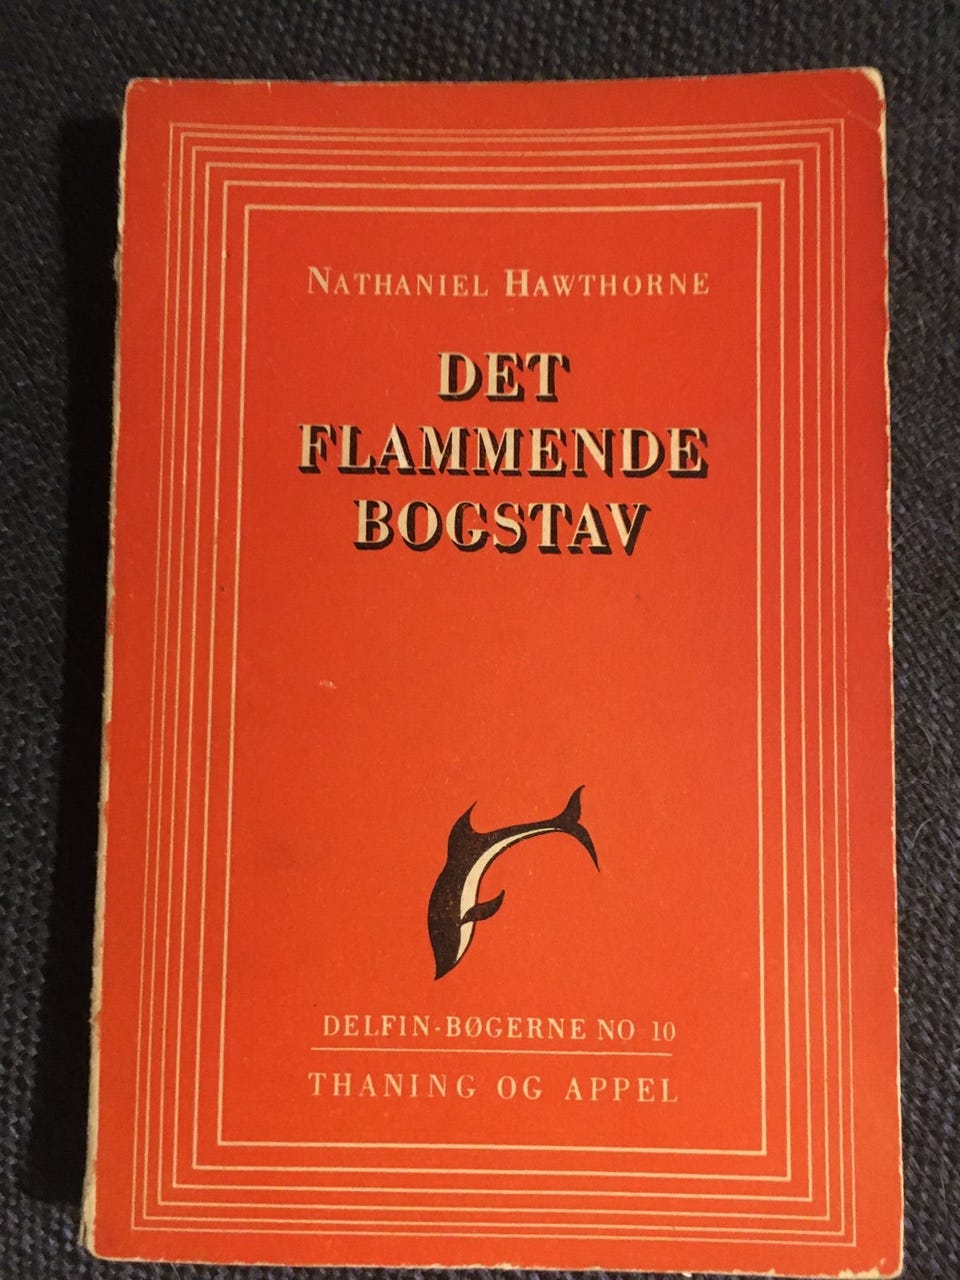 NATHANIEL HAWTHORNE
DET
FLAMMENDE
BOGSTAV
DELFIN-BØGERNE NO 10
THANING OG APPEL